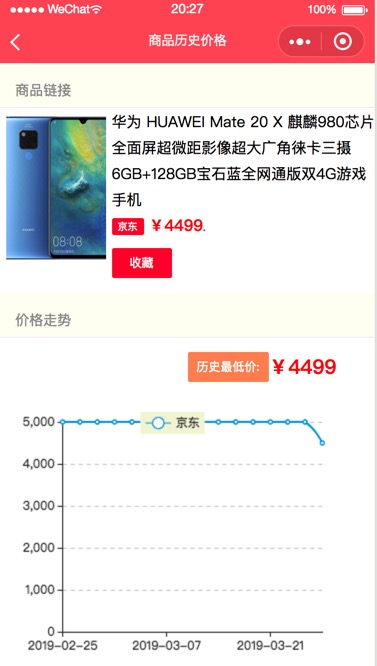 ●●●●● WeChat 20:27 100%
商品历史价格
商品链接
华为 HUAWEI Mate 20 X 麒麟980芯片
全面屏超微距影像超大广角徕卡三摄
6GB+128GB宝石蓝全网通版双4G游戏
手机
京东 ￥4499.
08:08
收藏
价格走势
历史最低价: ￥4499
京东
5,000
4,000
3,000
2,000
1,000
0
2019-02-25 2019-03-07 2019-03-21